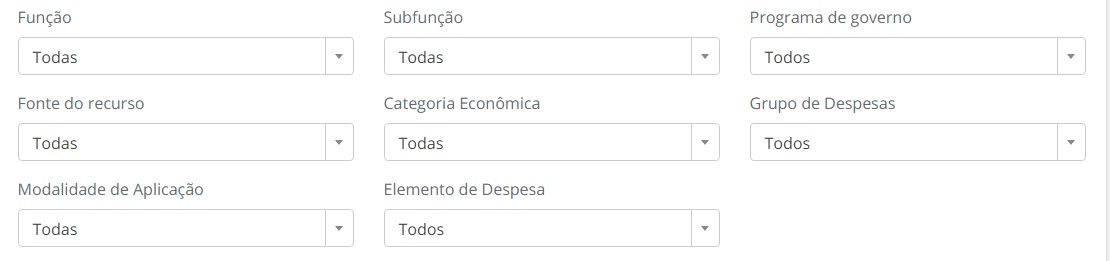 Função Subfunção Programa de governo
Todas Todas Todos
Fonte do recurso Categoria Econômica Grupo de Despesas
Todas Todas Todos
Modalidade de Aplicação Elemento de Despesa
Todas Todos